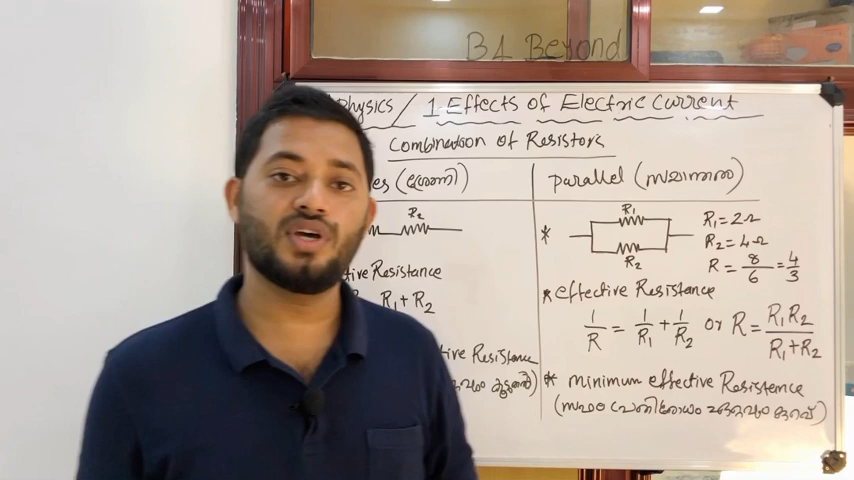 B4 Beyond
Physics / 1 Effects of Electric Current
Combination of Resistors
(ശ്രേണി)
parallel (സമാന്തരം)
R₂
R₁
R₂
R₁ = 2Ω
R₂ = 4Ω
R = 8/6 = 4/3
Resistance
R₁ + R₂
* effective Resistance
1/R = 1/R₁ + 1/R₂ or R = R₁R₂/R₁+R₂
Resistance
* minimum effective Resistence